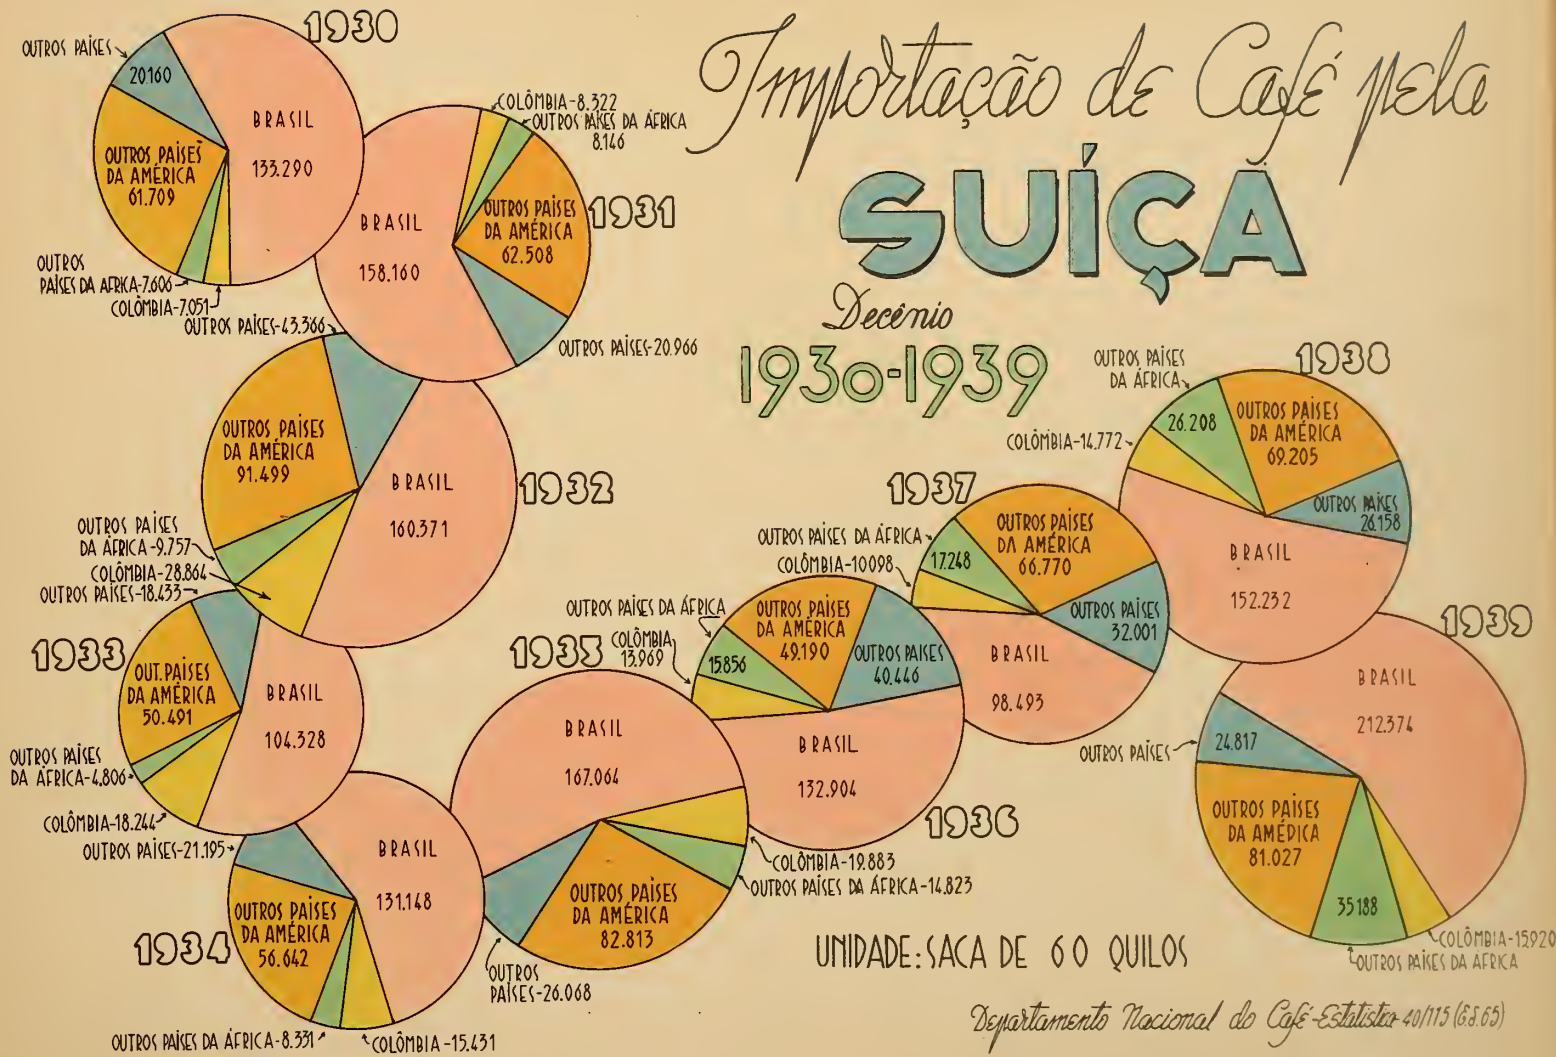 Importação de Café pela
SUÍÇA
Decênio
1930-1939
1930
OUTROS PAÍSES
20160
BRASIL
133.290
OUTROS PAÍSES
DA AMÉRICA
61.709
OUTROS
PAÍSES DA AFRICA-7.606
COLÔMBIA-7.051
1931
COLÔMBIA-8.322
OUTROS PAÍSES DA ÁFRICA
8.146
BRASIL
158.160
OUTROS PAÍSES
DA AMÉRICA
62.508
OUTROS PAÍSES-20.966
1932
OUTROS PAÍSES-43.366
OUTROS PAÍSES
DA AMÉRICA
91.499
BRASIL
160.371
OUTROS PAÍSES
DA ÁFRICA-9.757
COLÔMBIA-28.864
1933
OUTROS PAÍSES-18.433
OUT. PAÍSES
DA AMÉRICA
50.491
BRASIL
104.328
OUTROS PAÍSES
DA ÁFRICA-4.806
COLÔMBIA-18.244
1934
OUTROS PAÍSES-21.195
BRASIL
131.148
OUTROS PAÍSES
DA AMÉRICA
56.642
OUTROS PAÍSES DA ÁFRICA-8.331
COLÔMBIA-15.431
1935
BRASIL
167.064
COLÔMBIA-19.883
OUTROS PAÍSES DA ÁFRICA-14.823
OUTROS PAÍSES
DA AMÉRICA
82.813
OUTROS
PAÍSES-26.068
1936
OUTROS PAÍSES DA ÁFRICA
15.856
COLÔMBIA
13.969
OUTROS PAÍSES
DA AMÉRICA
49.190
OUTROS PAÍSES
40.446
BRASIL
132.904
1937
OUTROS PAÍSES DA ÁFRICA
17.248
COLÔMBIA-10098
OUTROS PAÍSES
DA AMÉRICA
66.770
OUTROS PAÍSES
32.001
BRASIL
98.493
1938
OUTROS PAÍSES
DA ÁFRICA
26.208
COLÔMBIA-14.772
OUTROS PAÍSES
DA AMÉRICA
69.205
OUTROS PAÍSES
26.158
BRASIL
152.232
1939
BRASIL
212.374
OUTROS PAÍSES
24.817
OUTROS PAÍSES
DA AMÉRICA
81.027
35188
COLÔMBIA-15920
OUTROS PAÍSES DA AFRICA
UNIDADE: SACA DE 60 QUILOS
Departamento Nacional do Café-Estatistica-40/115 (G.S.65)